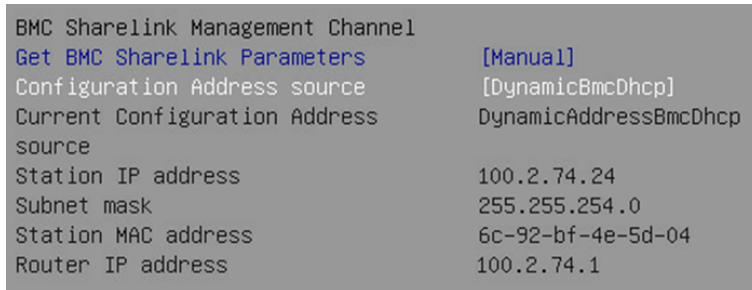 BMC Sharelink Management Channel
Get BMC Sharelink Parameters [Manual]
Configuration Address source [DynamicBmcDhcp]
Current Configuration Address DynamicAddressBmcDhcp
source
Station IP address 100.2.74.24
Subnet mask 255.255.254.0
Station MAC address 6c-92-bf-4e-5d-04
Router IP address 100.2.74.1